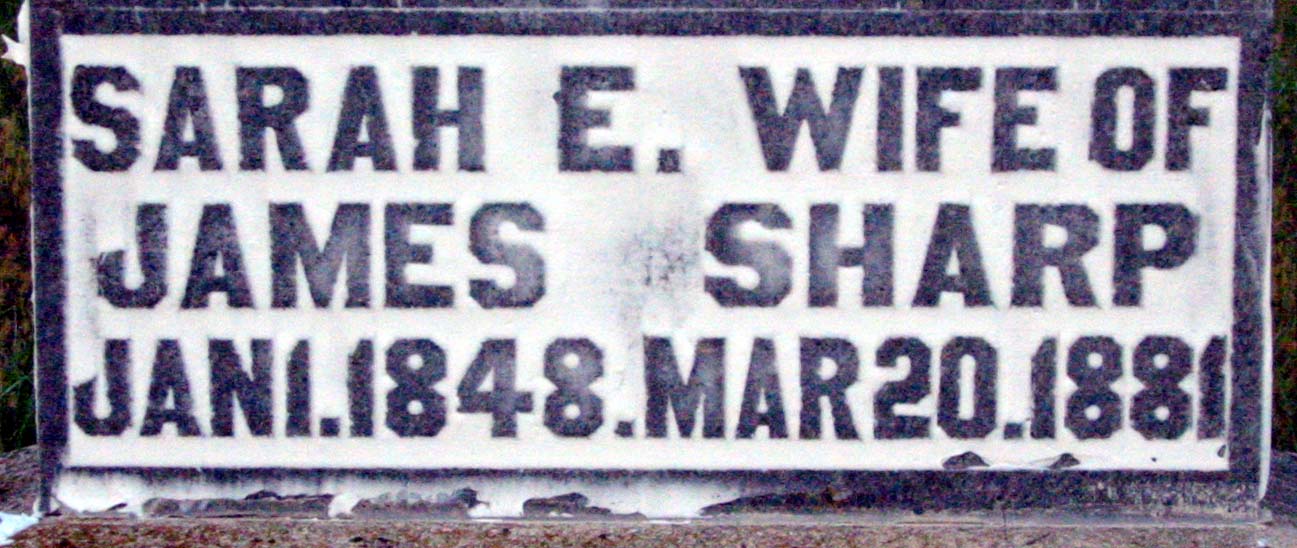 SARAH E. WIFE OF
JAMES SHARP
JAN1.1848.MAR20.1881